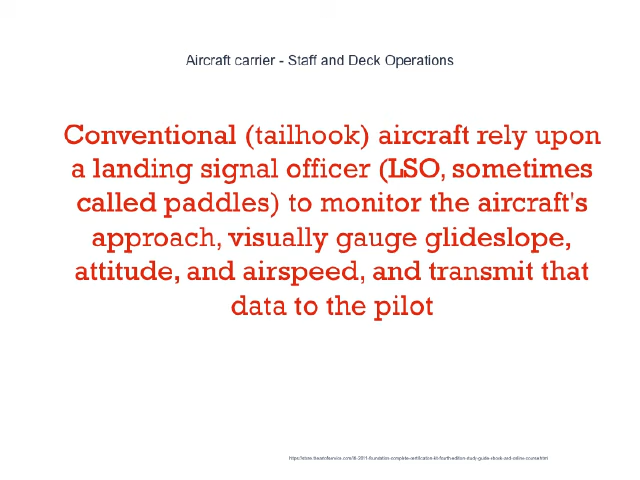 Aircraft carrier - Staff and Deck Operations
Conventional (tailhook) aircraft rely upon
a landing signal officer (LSO, sometimes
called paddles) to monitor the aircraft's
approach, visually gauge glideslope,
attitude, and airspeed, and transmit that
data to the pilot